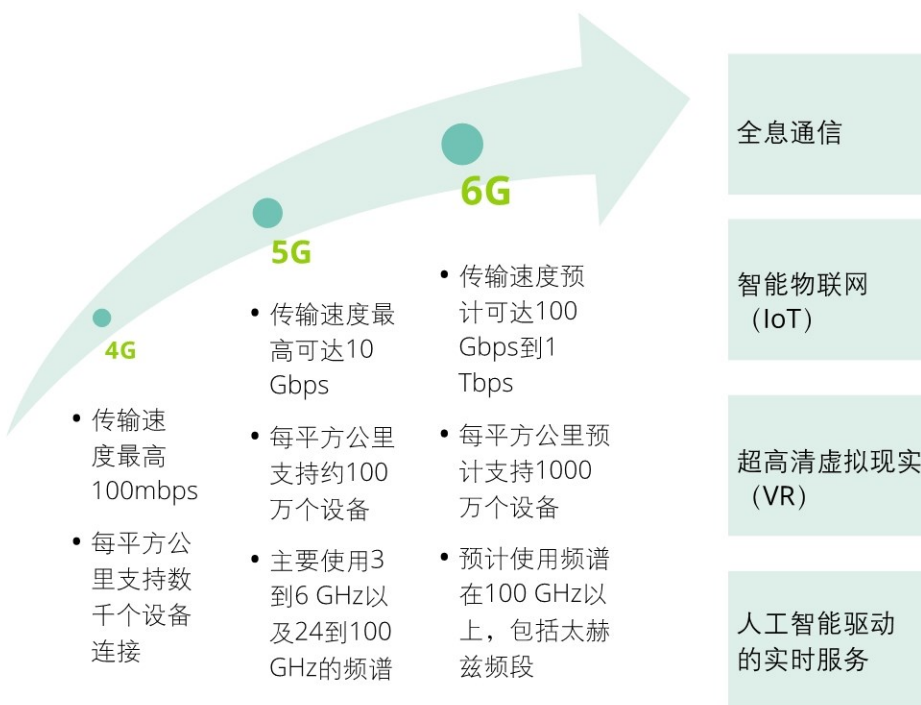 4G
• 传输速
度最高
100mbps
• 每平方公
里支持数
千个设备
连接
5G
• 传输速度最
高可达10
Gbps
• 每平方公里
支持约100
万个设备
• 主要使用3
到6 GHz以
及24到100
GHz的频谱
6G
• 传输速度预
计可达100
Gbps到1
Tbps
• 每平方公里预
计支持1000
万个设备
• 预计使用频谱
在100 GHz以
上，包括太赫
兹频段
全息通信
智能物联网
（IoT）
超高清虚拟现实
（VR）
人工智能驱动
的实时服务